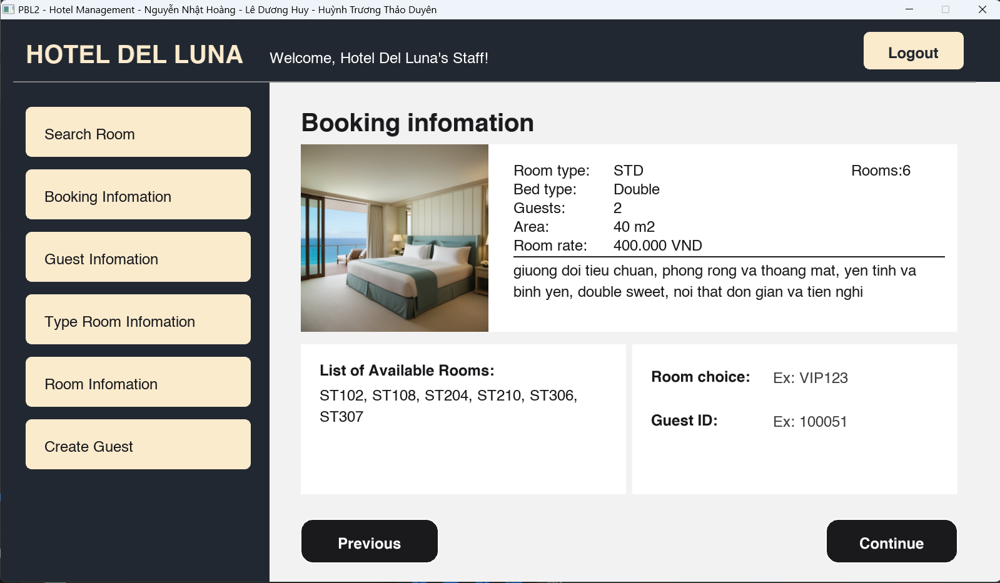 PBL2 - Hotel Management - Nguyễn Nhật Hoàng - Lê Dương Huy - Huỳnh Trương Thảo Duyên
HOTEL DEL LUNA
Welcome, Hotel Del Luna's Staff!
Logout
Search Room
Booking Infomation
Guest Infomation
Type Room Infomation
Room Infomation
Create Guest
Booking infomation
Room type: STD Rooms:6
Bed type: Double
Guests: 2
Area: 40 m2
Room rate: 400.000 VND
giuong doi tieu chuan, phong rong va thoang mat, yen tinh va
binh yen, double sweet, noi that don gian va tien nghi
List of Available Rooms:
ST102, ST108, ST204, ST210, ST306,
ST307
Room choice: Ex: VIP123
Guest ID: Ex: 100051
Previous
Continue